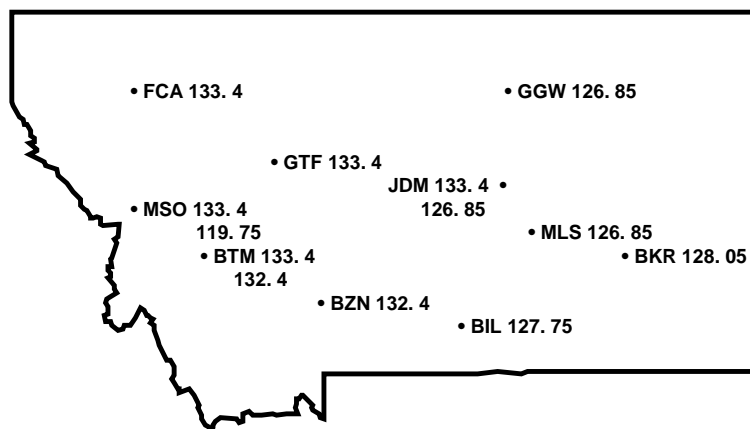 FCA 133. 4
GGW 126. 85
GTF 133. 4
JDM 133. 4
126. 85
MSO 133. 4
119. 75
MLS 126. 85
BTM 133. 4
132. 4
BKR 128. 05
BZN 132. 4
BIL 127. 75